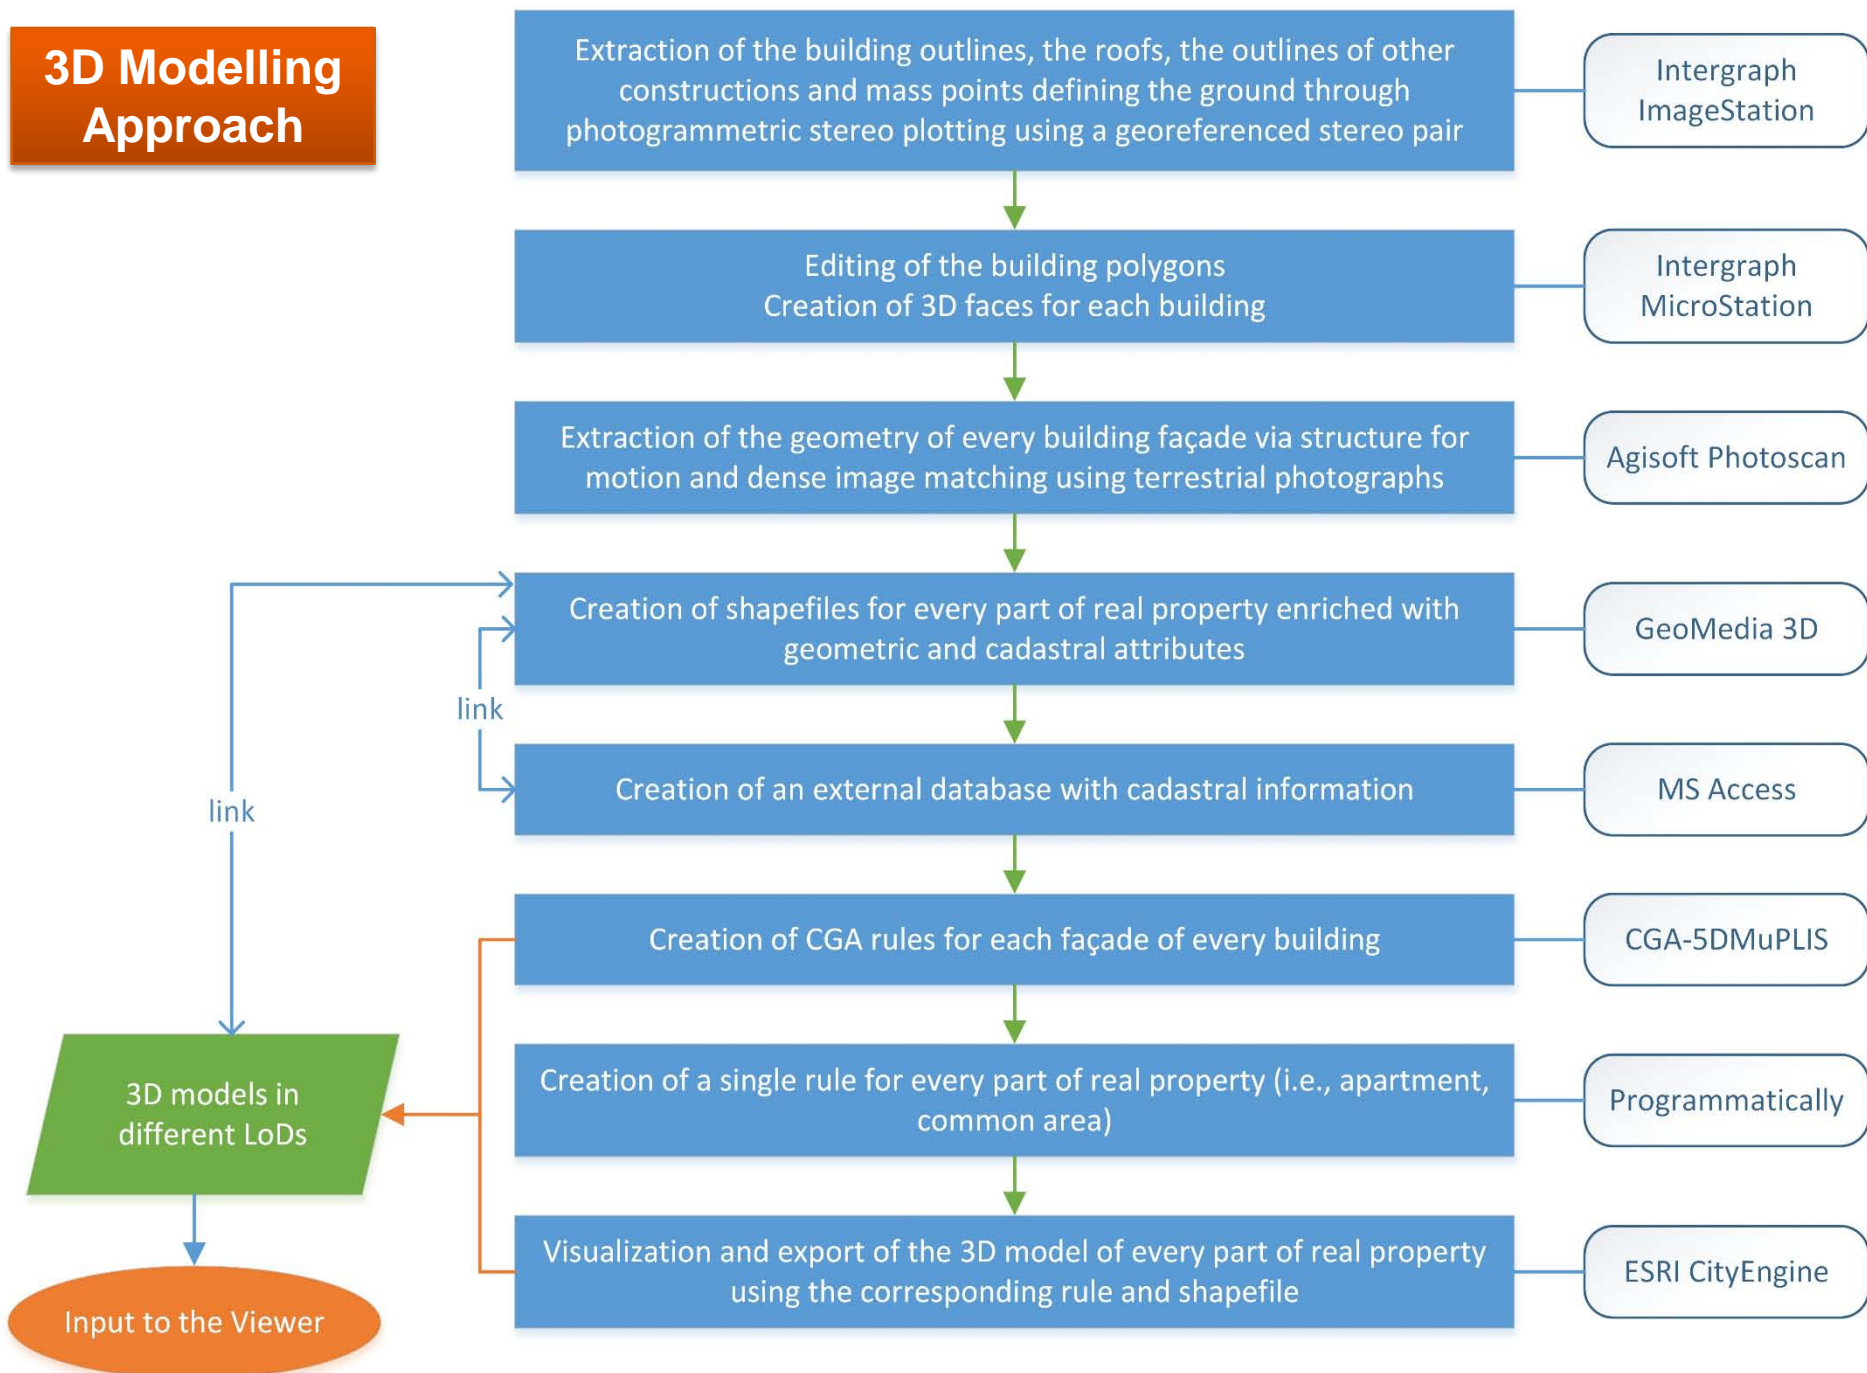 3D Modelling
Approach
Extraction of the building outlines, the roofs, the outlines of other
constructions and mass points defining the ground through
photogrammetric stereo plotting using a georeferenced stereo pair
Intergraph
ImageStation
Editing of the building polygons
Creation of 3D faces for each building
Intergraph
MicroStation
Extraction of the geometry of every building façade via structure for
motion and dense image matching using terrestrial photographs
Agisoft Photoscan
Creation of shapefiles for every part of real property enriched with
geometric and cadastral attributes
GeoMedia 3D
link
link
Creation of an external database with cadastral information
MS Access
Creation of CGA rules for each façade of every building
CGA-5DMuPLIS
3D models in
different LoDs
Creation of a single rule for every part of real property (i.e., apartment,
common area)
Programmatically
Visualization and export of the 3D model of every part of real property
using the corresponding rule and shapefile
ESRI CityEngine
Input to the Viewer